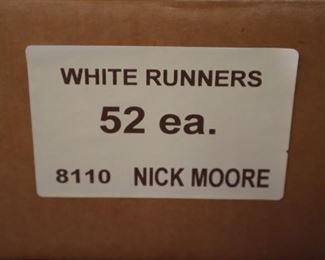 WHITE RUNNERS
52 ea.
8110 NICK MOORE